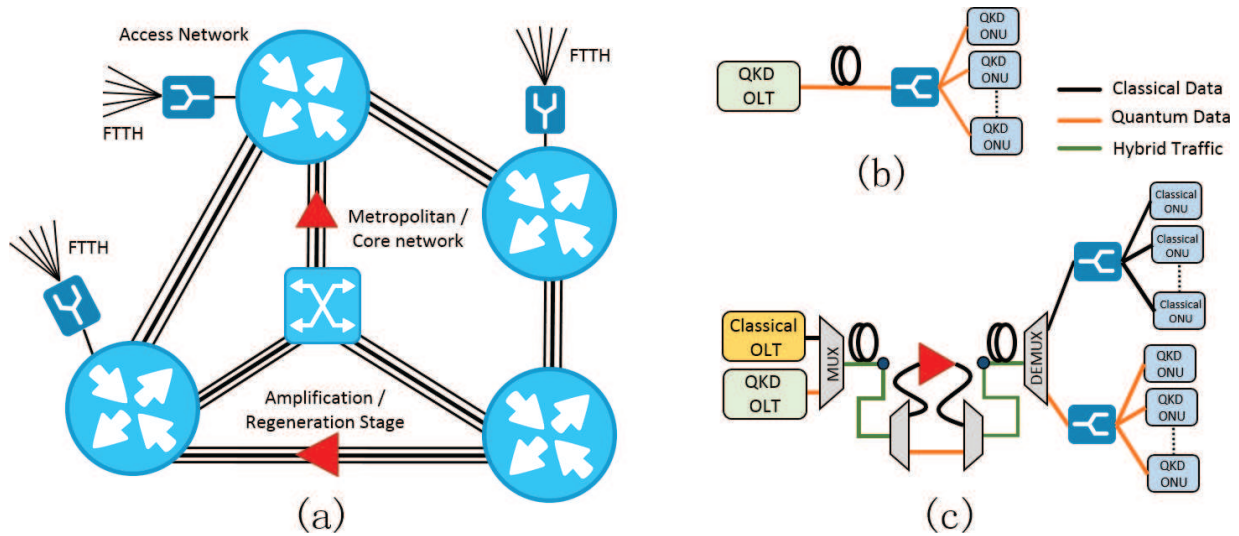 Access Network
FTTH
FTTH
FTTH
Metropolitan /
Core network
Amplification /
Regeneration Stage
(a)
QKD
OLT
QKD
ONU
QKD
ONU
QKD
ONU
Classical Data
Quantum Data
Hybrid Traffic
(b)
Classical
OLT
QKD
OLT
MUX
DEMUX
Classical
ONU
Classical
ONU
Classical
ONU
QKD
ONU
QKD
ONU
QKD
ONU
(c)